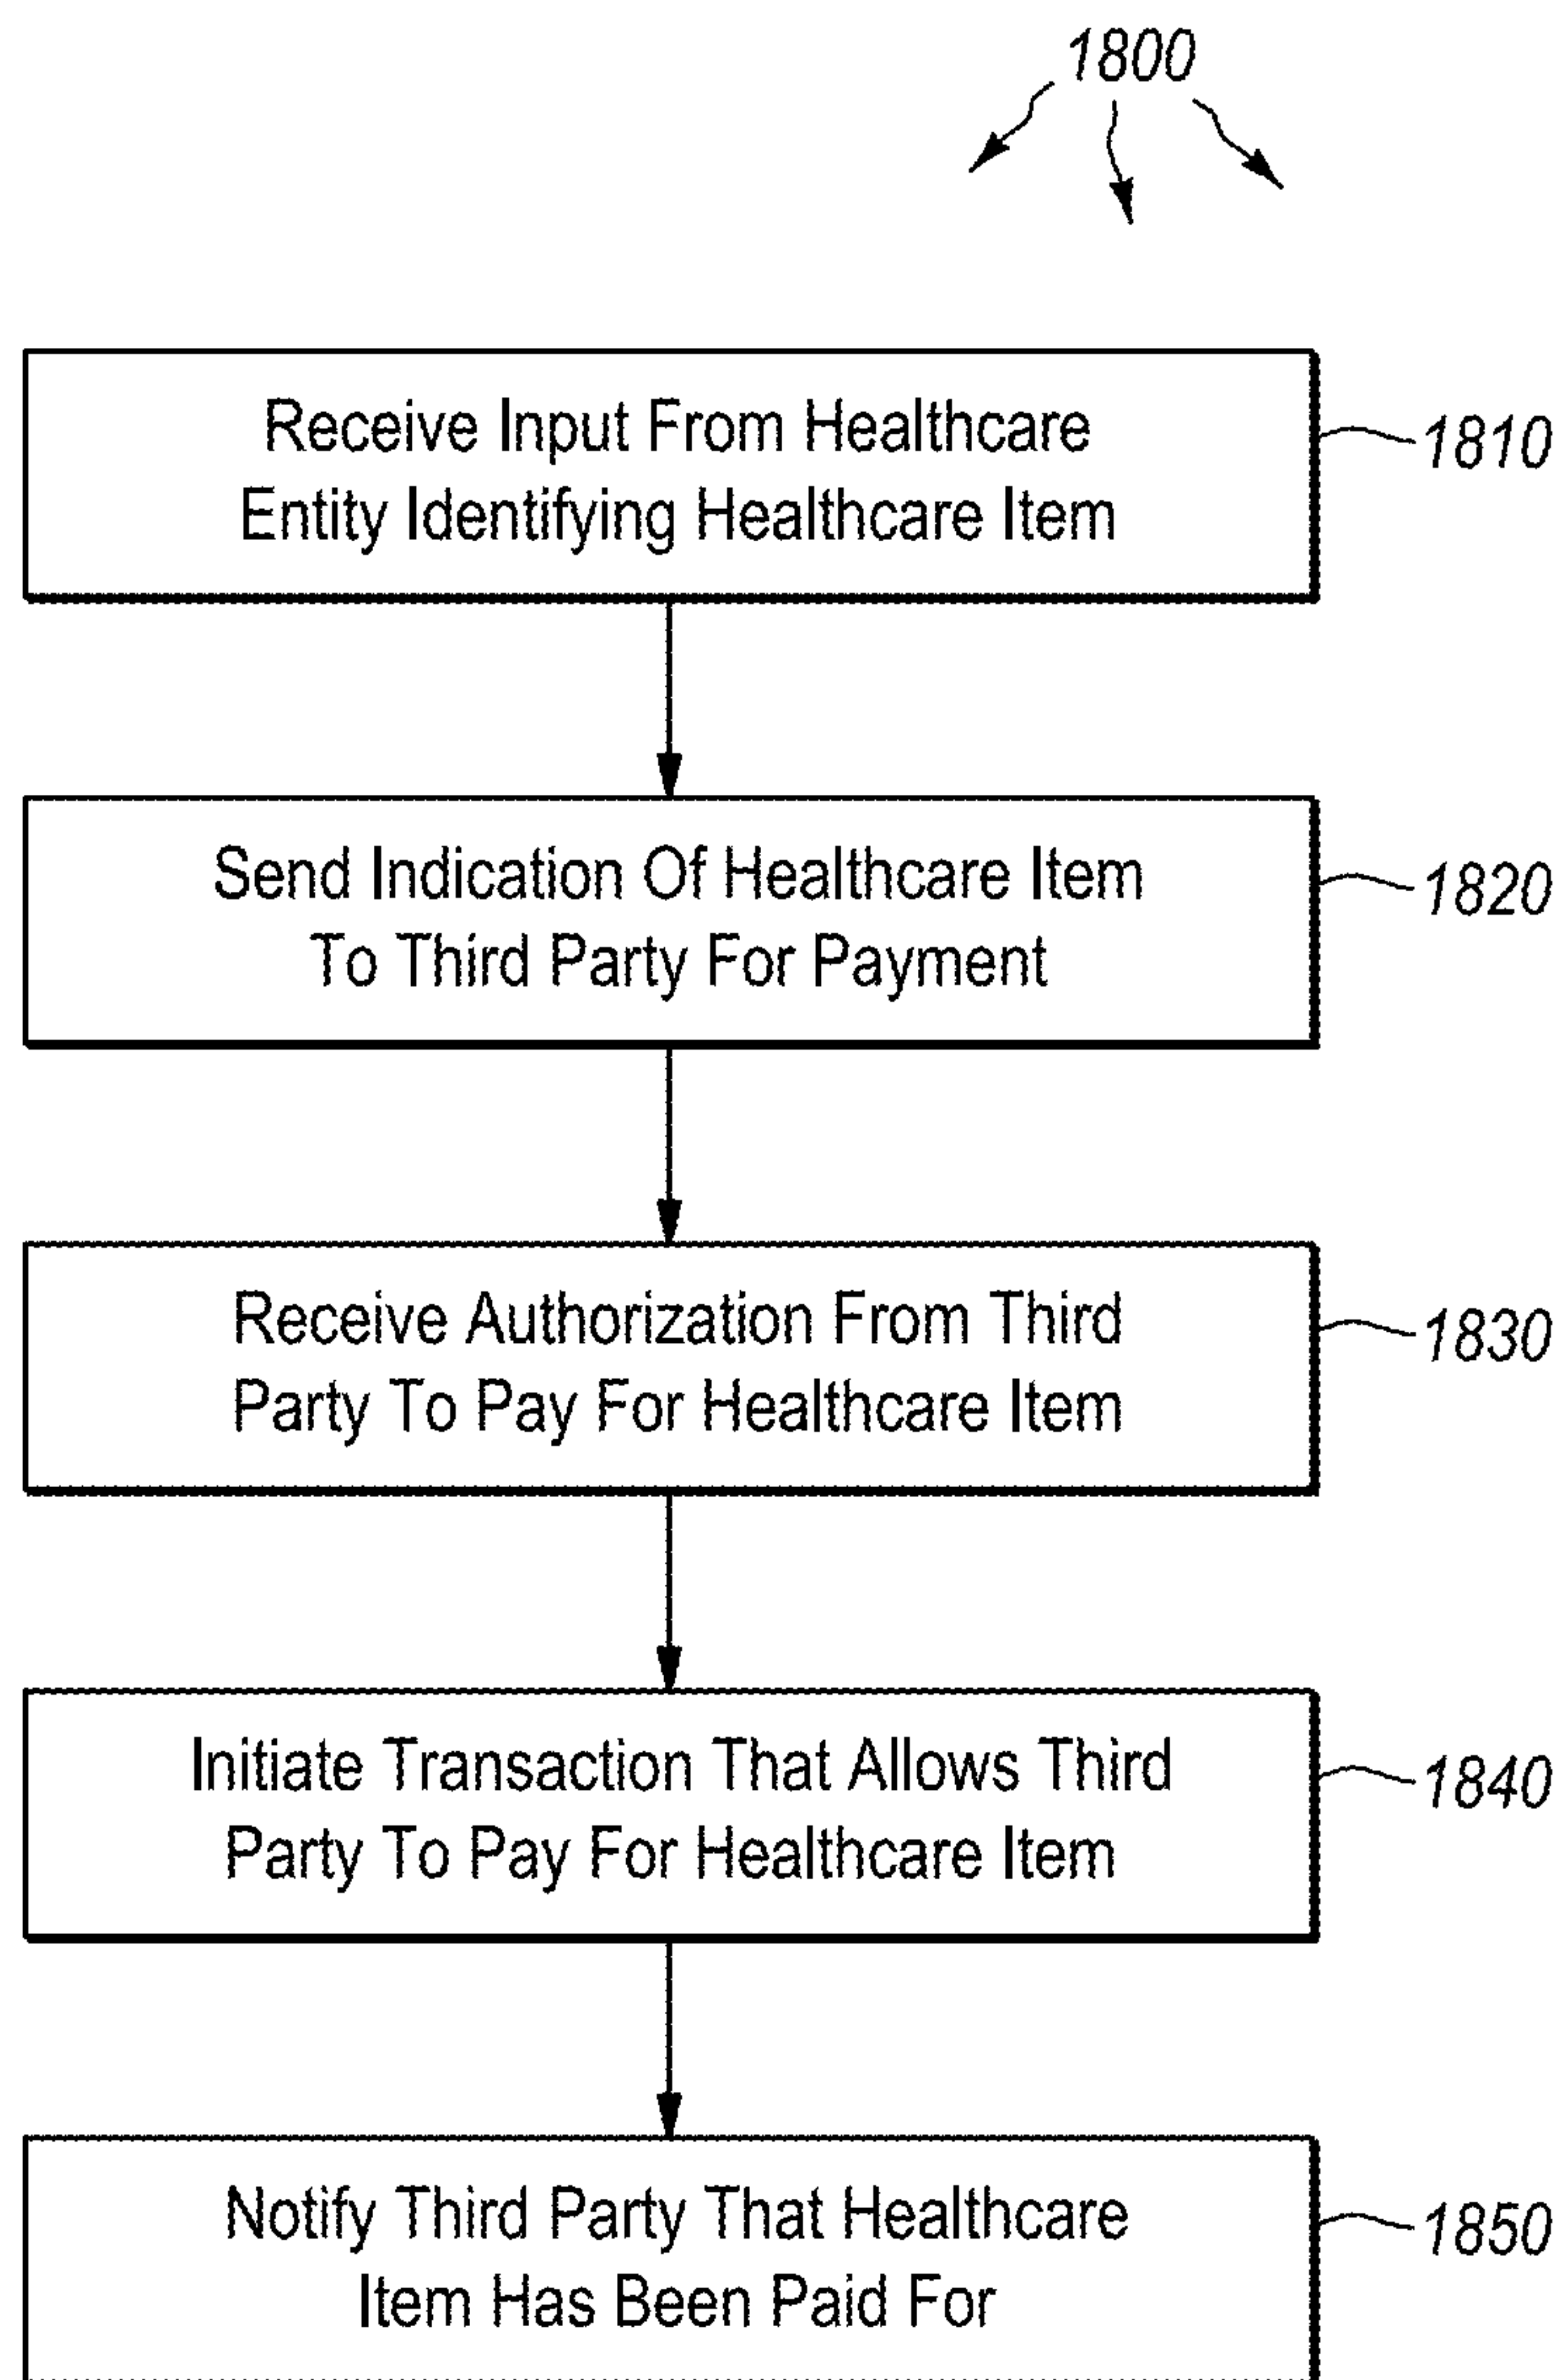 1800
Receive Input From Healthcare
Entity Identifying Healthcare Item
1810
Send Indication Of Healthcare Item
To Third Party For Payment
1820
Receive Authorization From Third
Party To Pay For Healthcare Item
1830
Initiate Transaction That Allows Third
Party To Pay For Healthcare Item
1840
Notify Third Party That Healthcare
Item Has Been Paid For
1850